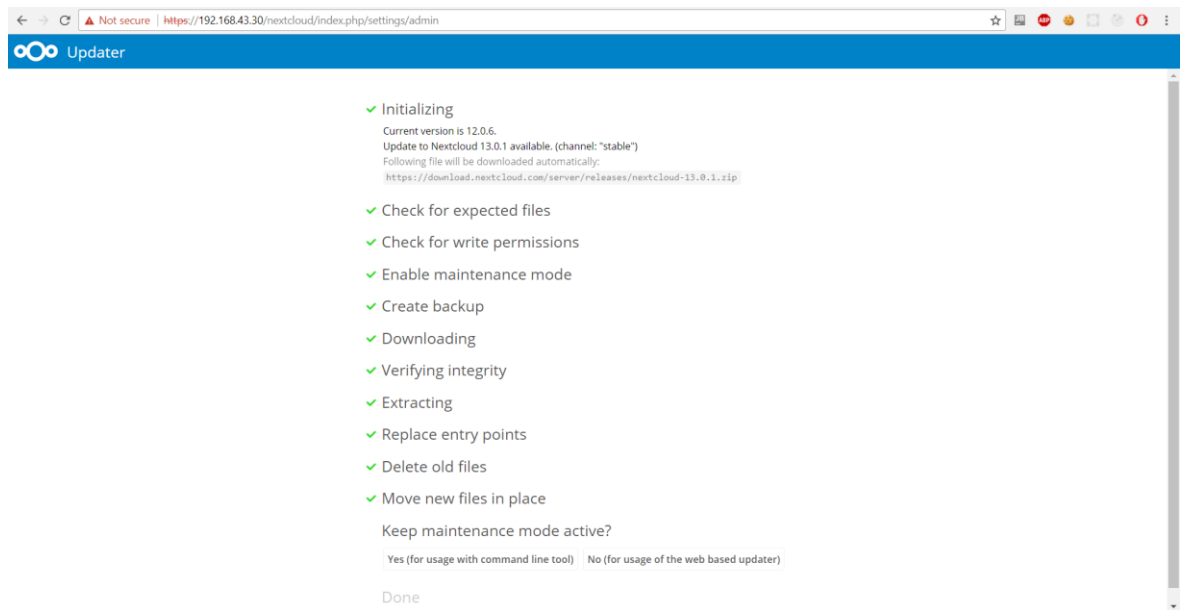 Not secure https://192.168.43.30/nextcloud/index.php/settings/admin
ABP
Updater
Initializing
Current version is 12.0.6.
Update to Nextcloud 13.0.1 available. (channel: "stable")
Following file will be downloaded automatically:
https://download.nextcloud.com/server/releases/nextcloud-13.0.1.zip
Check for expected files
Check for write permissions
Enable maintenance mode
Create backup
Downloading
Verifying integrity
Extracting
Replace entry points
Delete old files
Move new files in place
Keep maintenance mode active?
Yes (for usage with command line tool) No (for usage of the web based updater)
Done